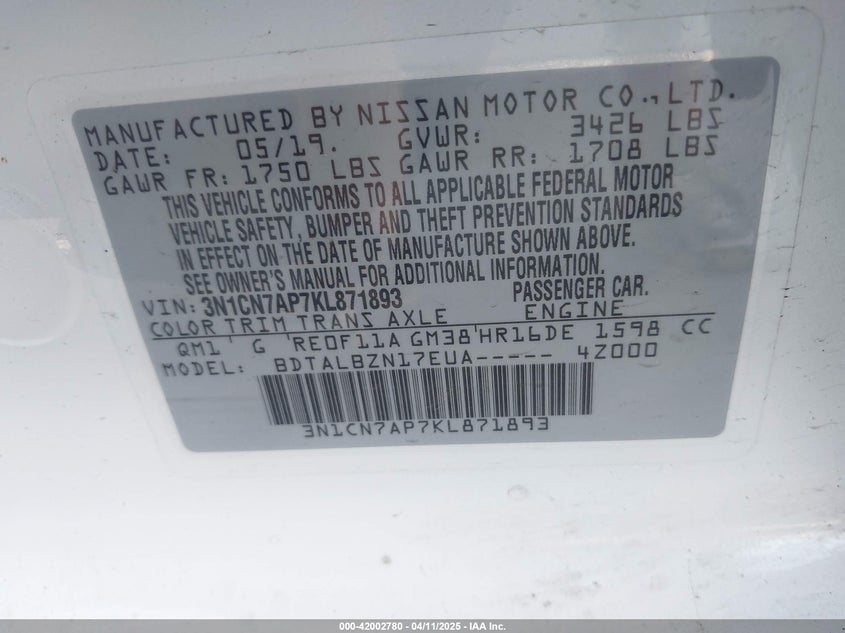 MANUFACTURED BY NISSAN MOTOR CO., LTD.
DATE: 05/19. GVWR: 3426 LBS
GAWR FR: 1750 LBS GAWR RR: 1708 LBS
THIS VEHICLE CONFORMS TO ALL APPLICABLE FEDERAL MOTOR
VEHICLE SAFETY, BUMPER AND THEFT PREVENTION STANDARDS
IN EFFECT ON THE DATE OF MANUFACTURE SHOWN ABOVE.
SEE OWNER'S MANUAL FOR ADDITIONAL INFORMATION.
VIN: 3N1CN7AP7KL871893 PASSENGER CAR.
COLOR TRIM TRANS AXLE ENGINE
QM1 ' G 'RE0F11A GM38'HR16DE 1598 CC
MODEL: BDTALBZN17EUA----- 4Z000
3N1CN7AP7KL871893
000-42002780 - 04/11/2025 - IAA Inc.